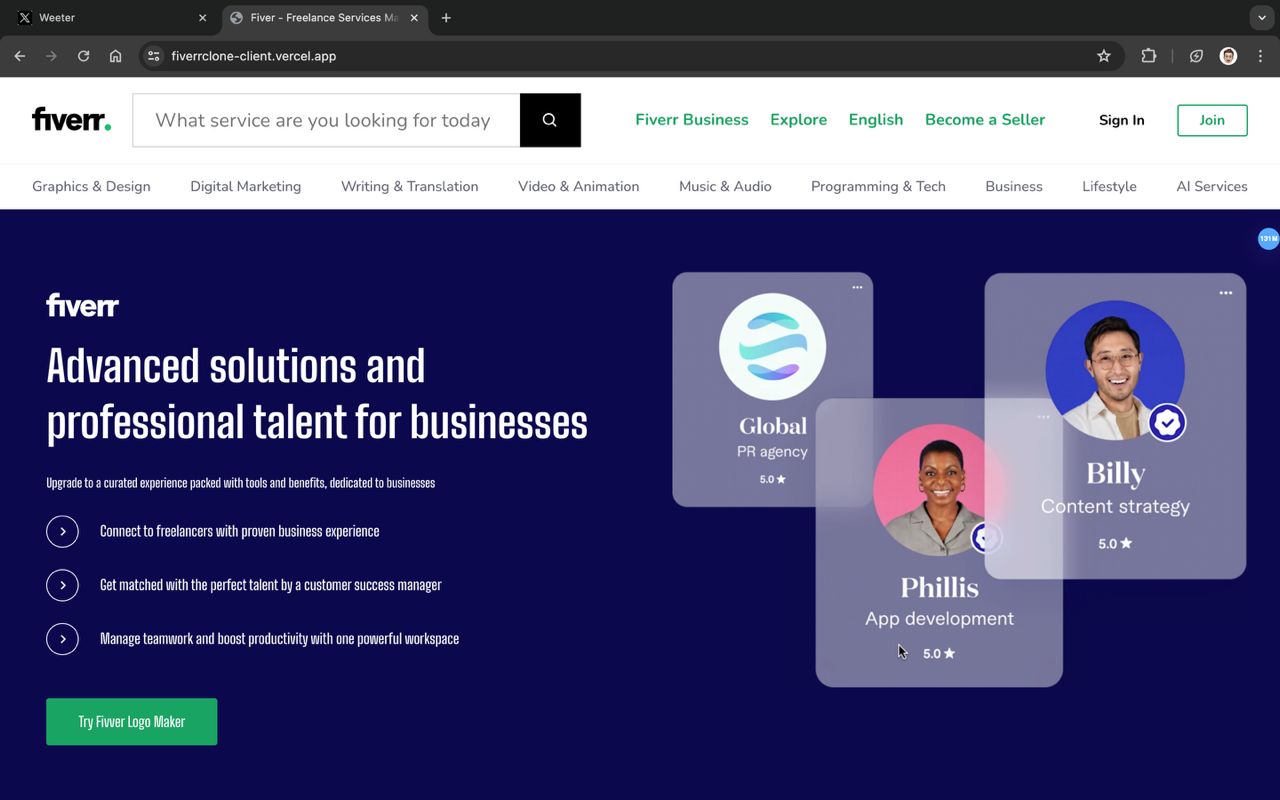 Weeter
Fiver - Freelance Services Ma
fiverrclone-client.vercel.app
fiverr.
What service are you looking for today
Fiverr Business
Explore
English
Become a Seller
Sign In
Join
Graphics & Design
Digital Marketing
Writing & Translation
Video & Animation
Music & Audio
Programming & Tech
Business
Lifestyle
AI Services
fiverr
Advanced solutions and
professional talent for businesses
Upgrade to a curated experience packed with tools and benefits, dedicated to businesses
Connect to freelancers with proven business experience
Get matched with the perfect talent by a customer success manager
Manage teamwork and boost productivity with one powerful workspace
Try Fivver Logo Maker
Global
PR agency
5.0
Phillis
App development
5.0
Billy
Content strategy
5.0